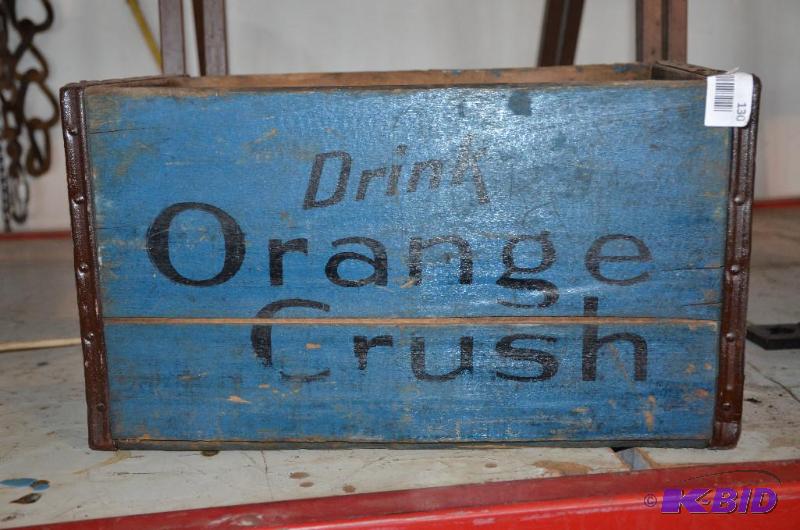 130
Drink
Orange
Crush
© K-BID